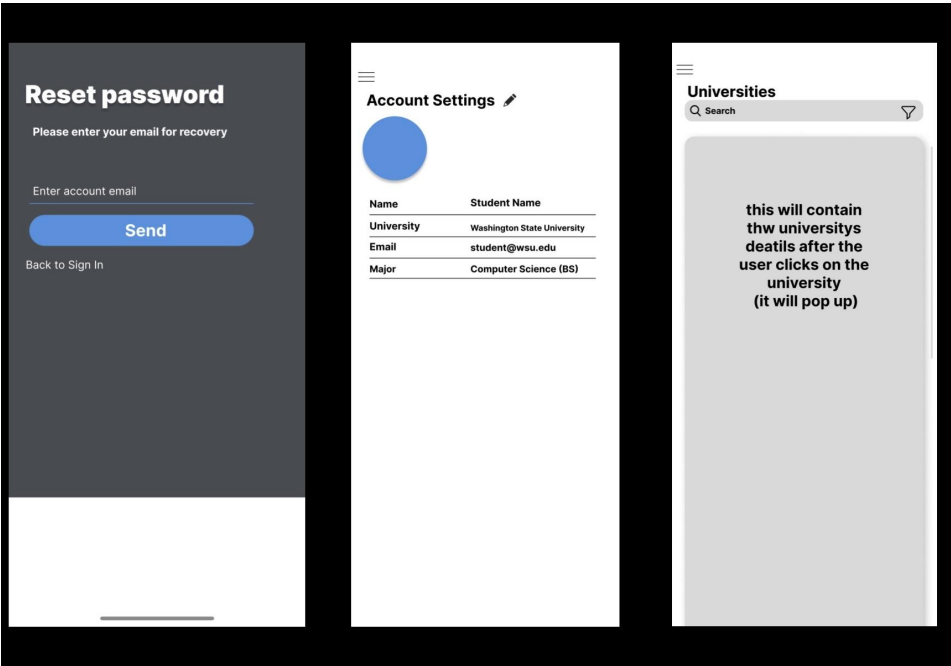 Reset password
Please enter your email for recovery
Enter account email
Send
Back to Sign In
Account Settings
Name Student Name
University Washington State University
Email student@wsu.edu
Major Computer Science (BS)
Universities
Search
this will contain
thw universitys
deatils after the
user clicks on the
university
(it will pop up)